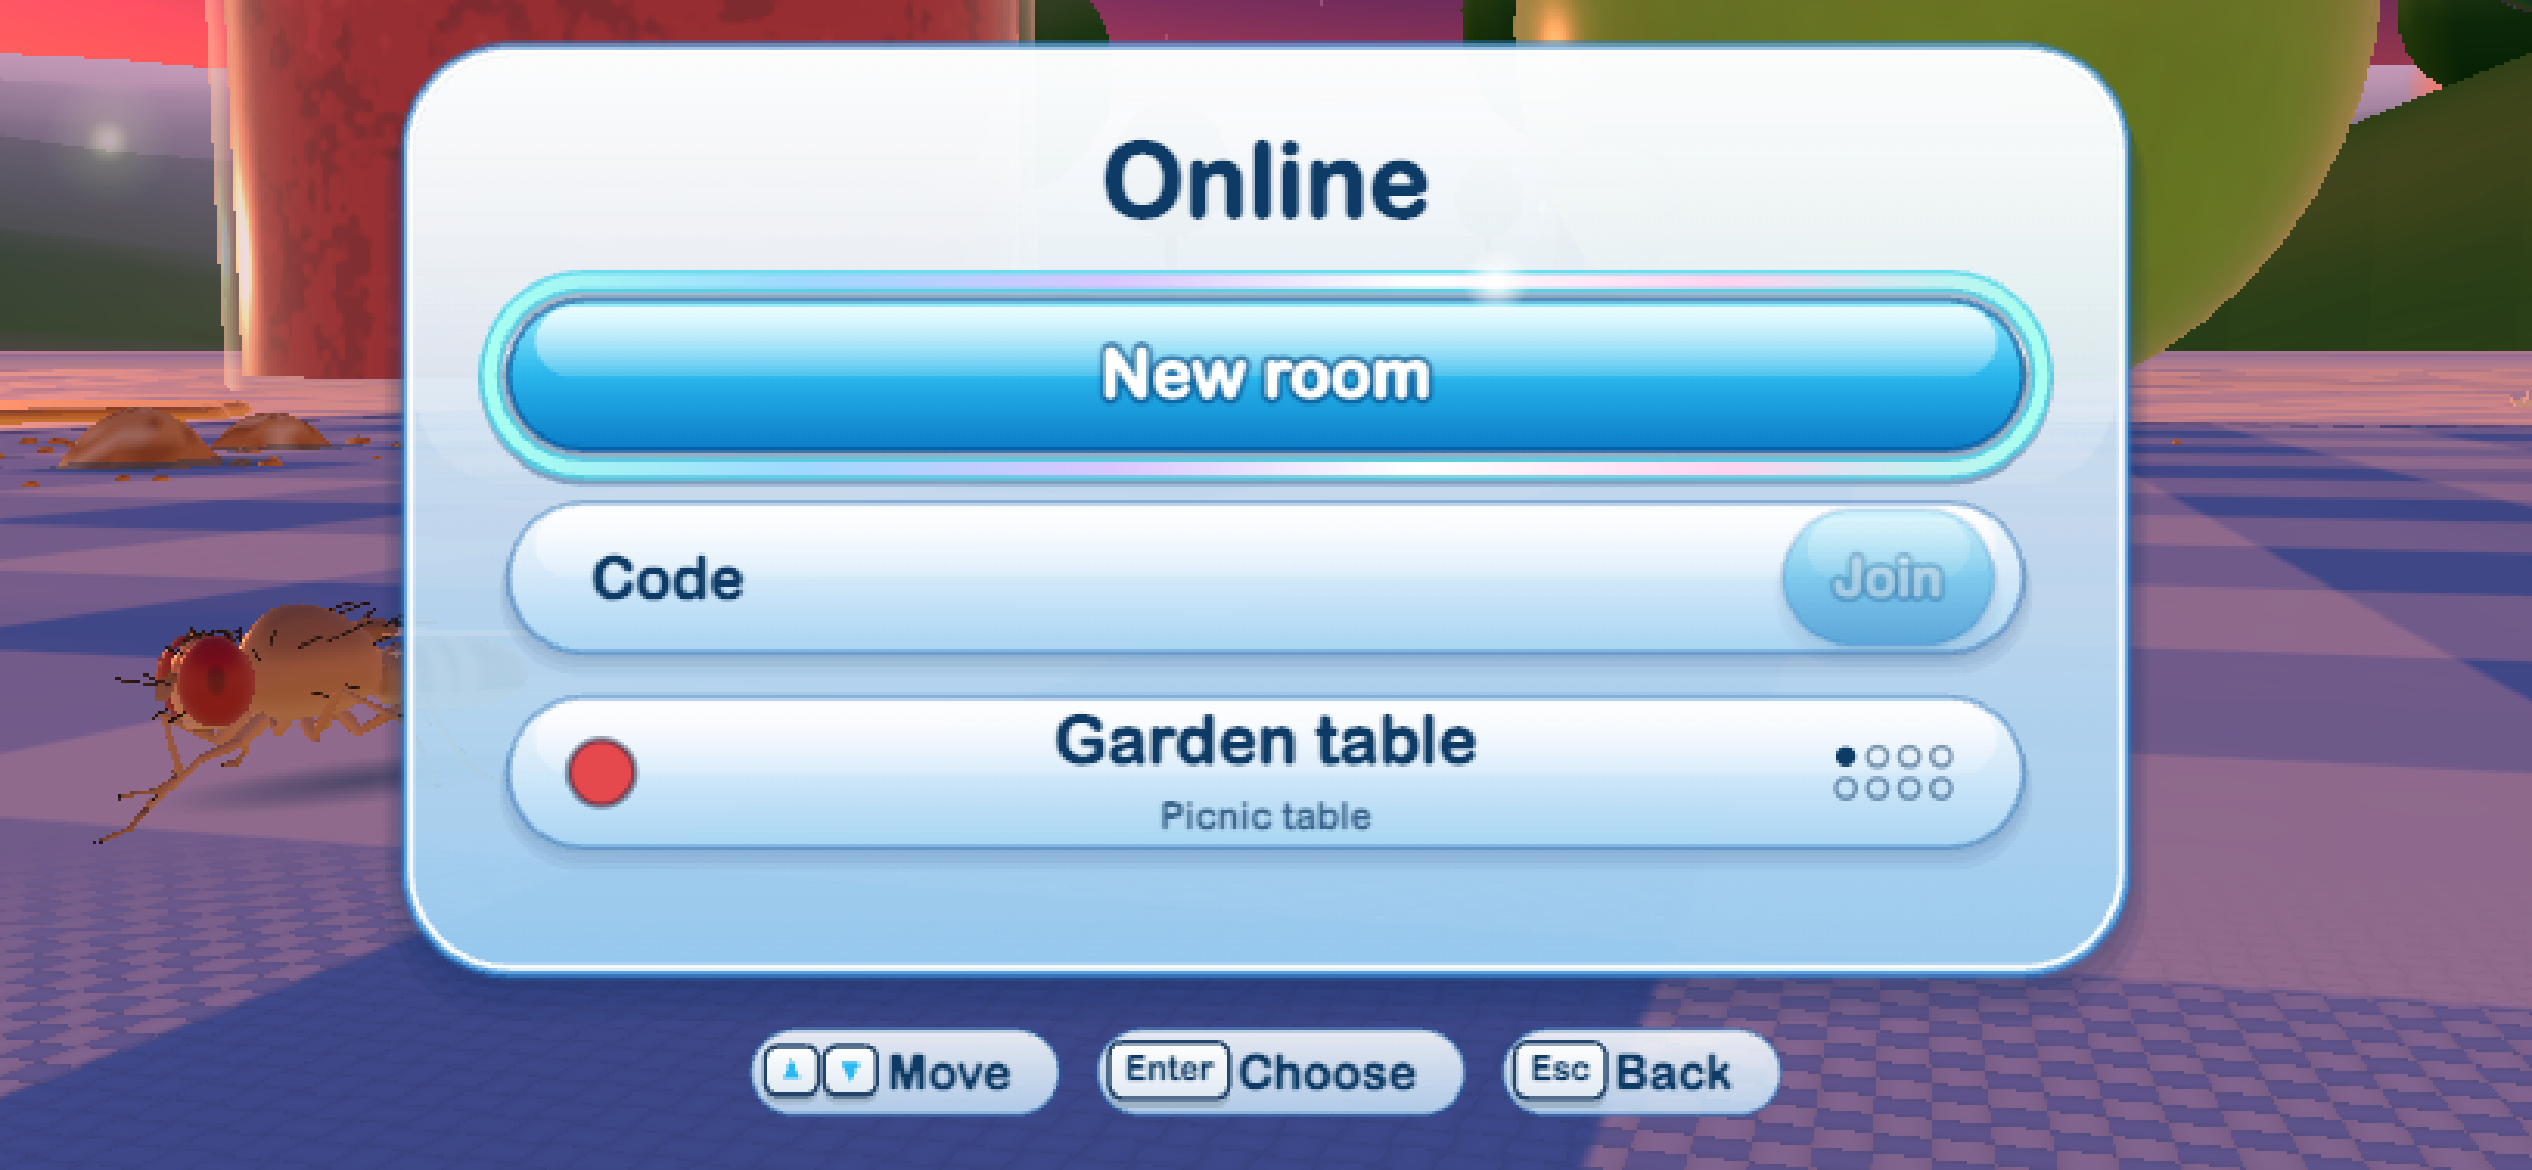 Online
New room
Code
Join
Garden table
Picnic table
Move
Enter Choose
Esc Back